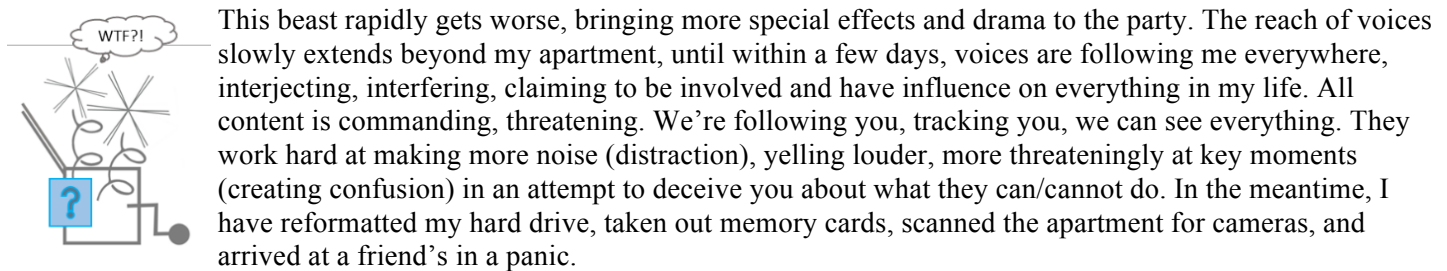 WTF?!
This beast rapidly gets worse, bringing more special effects and drama to the party. The reach of voices
slowly extends beyond my apartment, until within a few days, voices are following me everywhere,
interjecting, interfering, claiming to be involved and have influence on everything in my life. All
content is commanding, threatening. We’re following you, tracking you, we can see everything. They
work hard at making more noise (distraction), yelling louder, more threateningly at key moments
(creating confusion) in an attempt to deceive you about what they can/cannot do. In the meantime, I
?
have reformatted my hard drive, taken out memory cards, scanned the apartment for cameras, and
arrived at a friend’s in a panic.